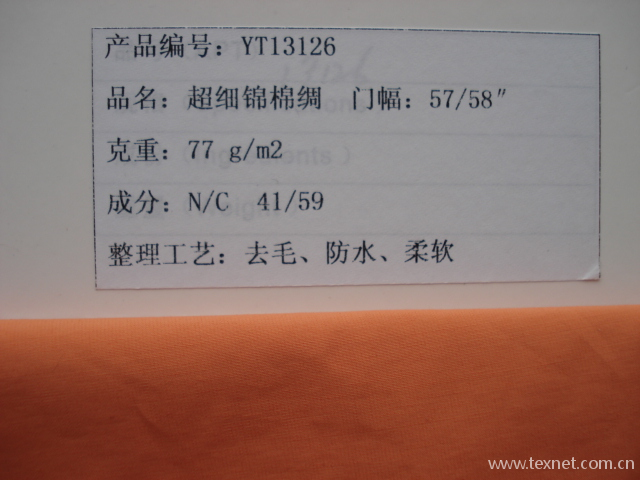 产品编号：YT13126
品名：超细锦棉绸 门幅：57/58″
克重：77 g/m2
成分：N/C 41/59
整理工艺：去毛、防水、柔软
www.texnet.com.cn